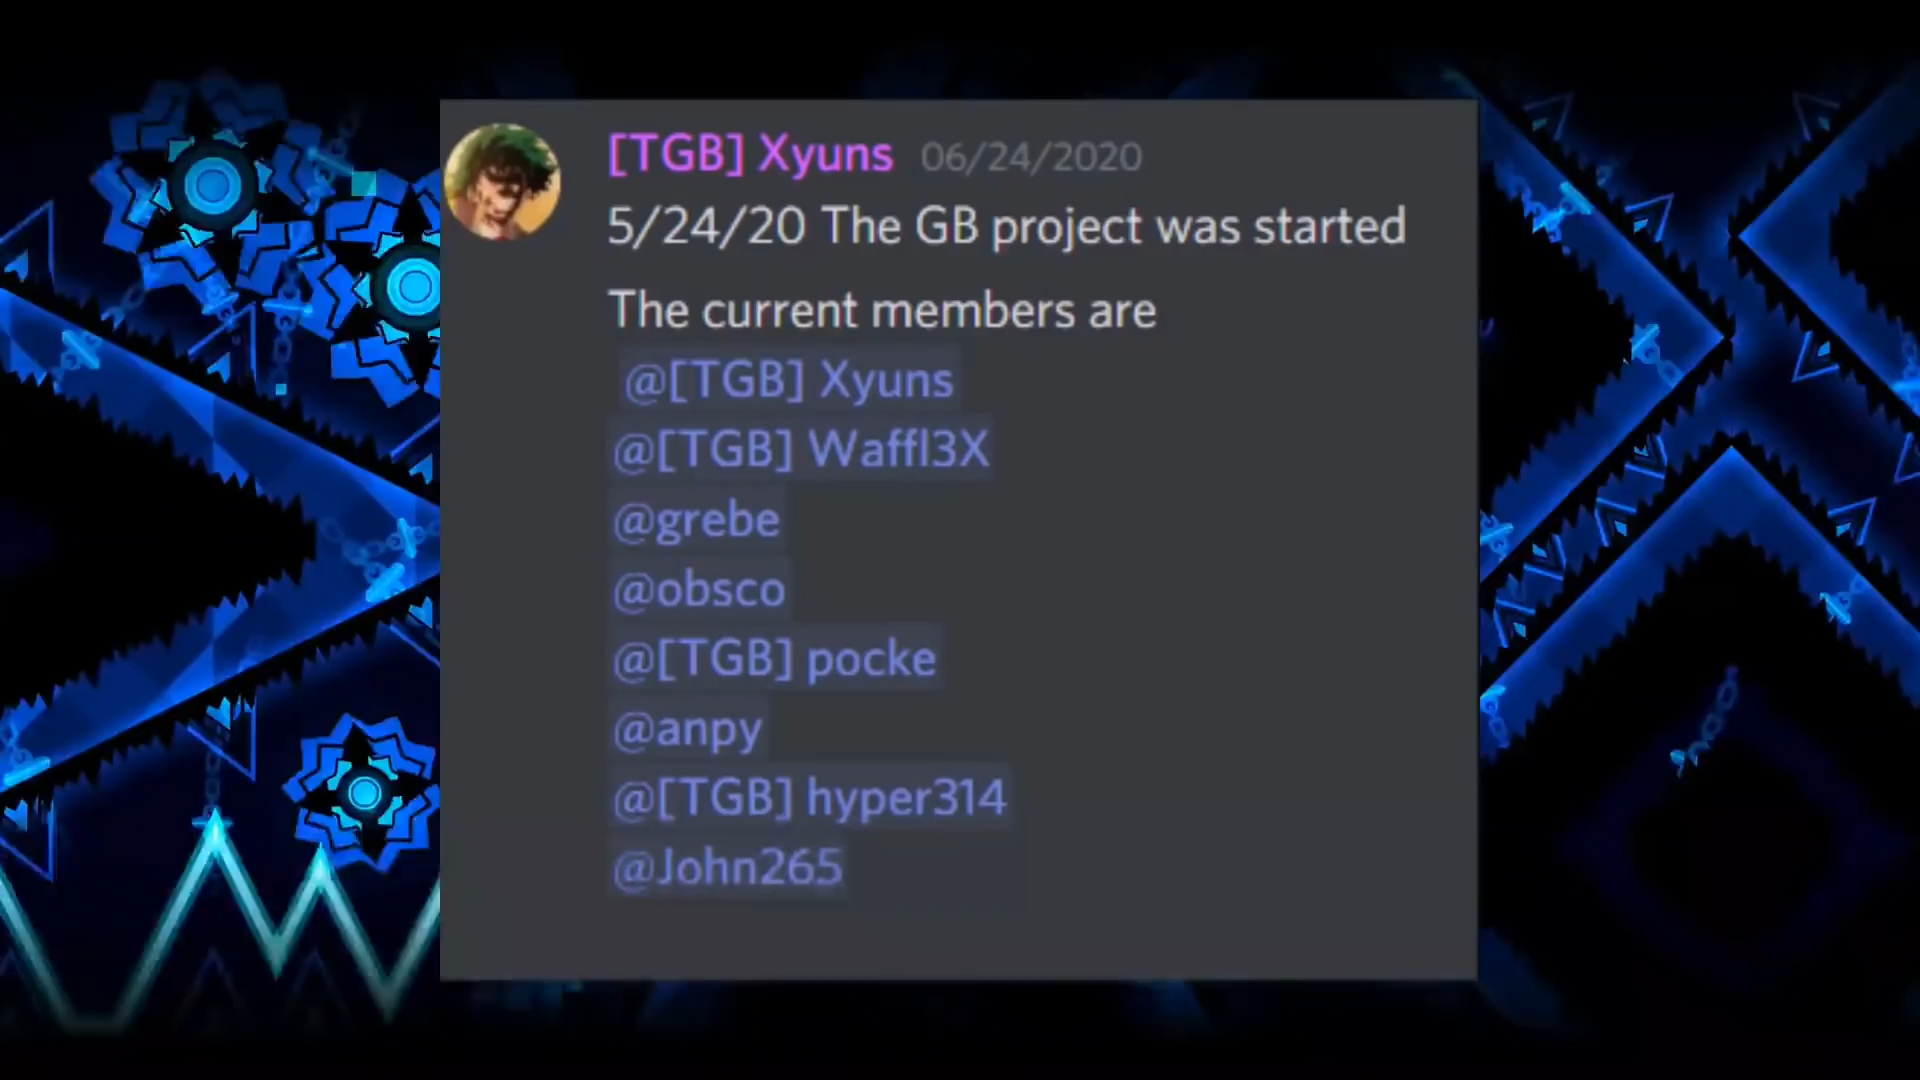 [TGB] Xyuns 06/24/2020
5/24/20 The GB project was started
The current members are
@[TGB] Xyuns
@[TGB] Waffl3X
@grebe
@obsco
@[TGB] pocke
@anpy
@[TGB] hyper314
@John265